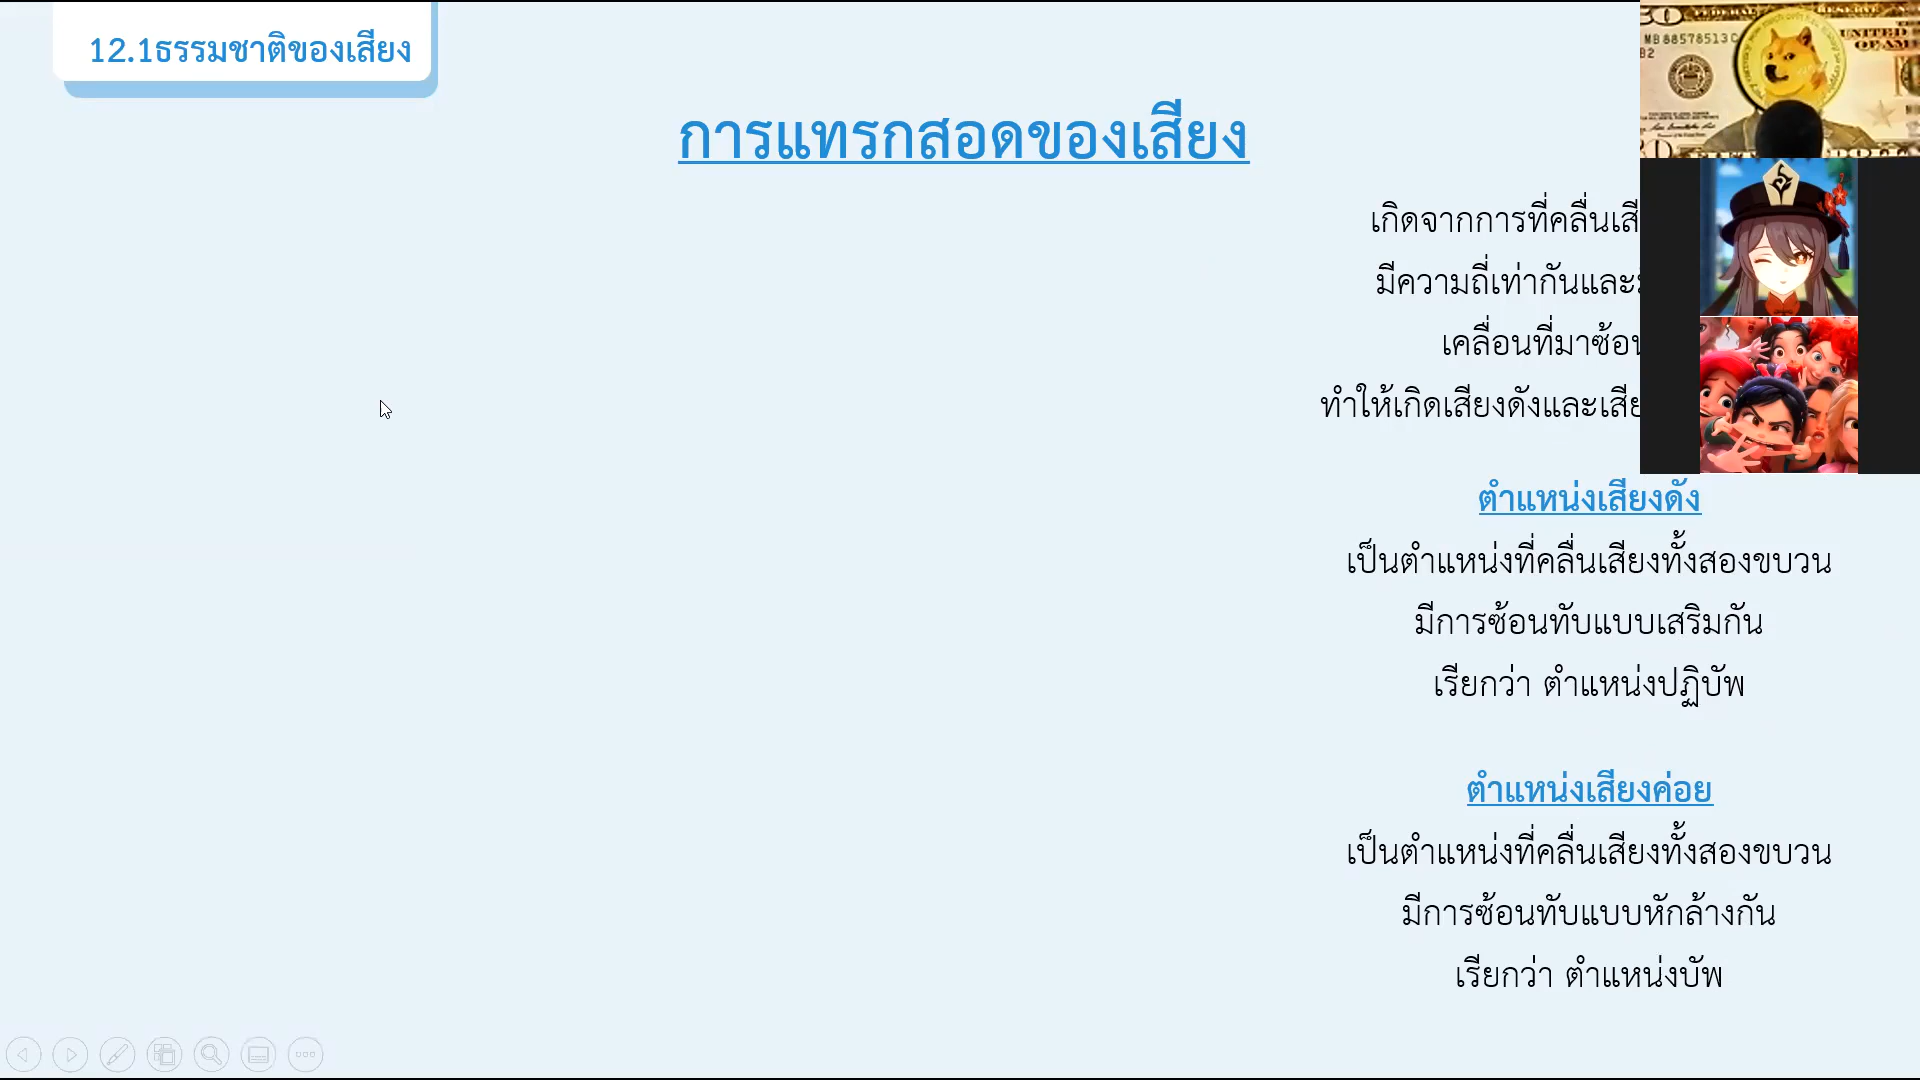 12.1ธรรมชาติของเสียง
การแทรกสอดของเสียง
เกิดจากการที่คลื่น
มีความถี่เท่ากันและ
เคลื่อนที่มา
ทำให้เกิดเสียงดังและ
ตำแหน่งเสียงดัง
เป็นตำแหน่งที่คลื่นเสียงทั้งสองขบวน
มีการซ้อนทับแบบเสริมกัน
เรียกว่า ตำแหน่งปฏิบัพ
ตำแหน่งเสียงค่อย
เป็นตำแหน่งที่คลื่นเสียงทั้งสองขบวน
มีการซ้อนทับแบบหักล้างกัน
เรียกว่า ตำแหน่งบัพ
MB88578513
UNITED